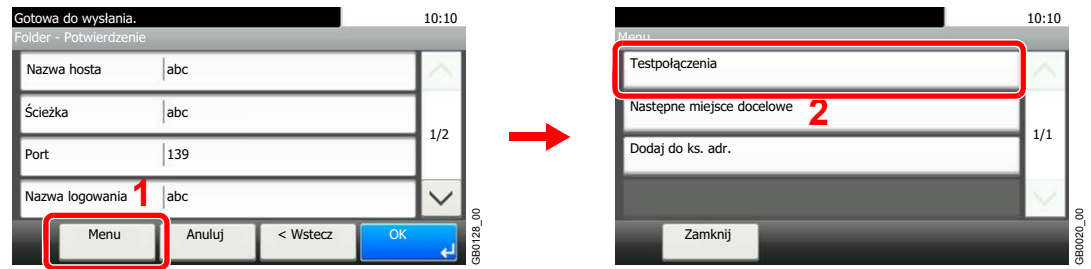 Gotowa do wysłania. 10:10
Folder - Potwierdzenie
Nazwa hosta abc
Ścieżka abc
1/2
Port 139
Nazwa logowania 1 abc
Menu Anuluj < Wstecz OK
GB0128_00
10:10
Menu
Testpołączenia
Następne miejsce docelowe 2
1/1
Dodaj do ks. adr.
Zamknij
GB0020_00